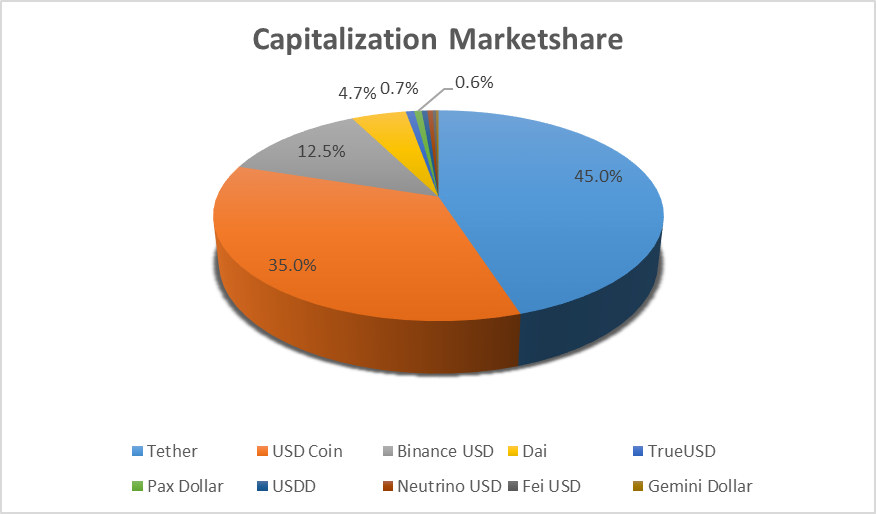 Capitalization Marketshare
4.7% 0.7% 0.6%
12.5% 45.0%
35.0%
Tether USD Coin Binance USD Dai TrueUSD
Pax Dollar USDD Neutrino USD Fei USD Gemini Dollar